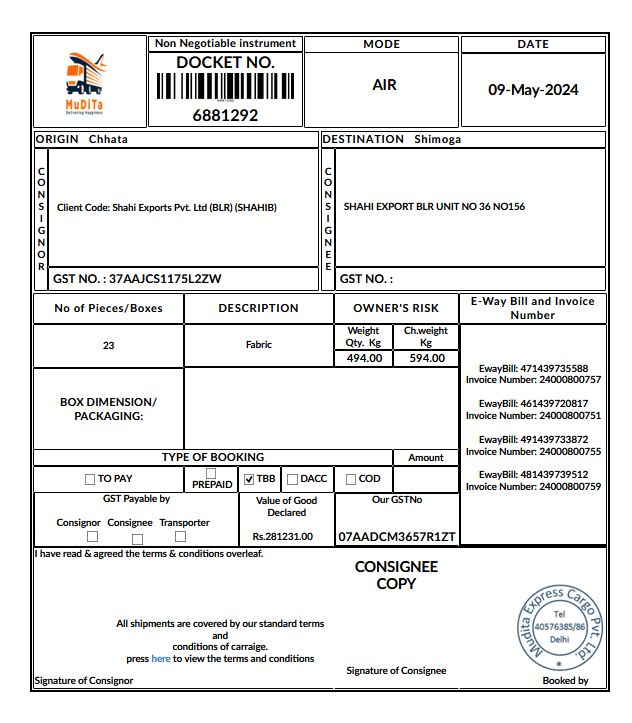 MuDiTa
Delivering Happiness
Non Negotiable instrument
DOCKET NO.
6881292
MODE
AIR
DATE
09-May-2024
ORIGIN Chhata
DESTINATION Shimoga
CONSIGNOR
Client Code: Shahi Exports Pvt. Ltd (BLR) (SHAHIB)
GST NO. : 37AAJCS1175L2ZW
CONSIGNEE
SHAHI EXPORT BLR UNIT NO 36 NO156
GST NO. :
No of Pieces/Boxes
DESCRIPTION
OWNER'S RISK
E-Way Bill and Invoice
Number
23
Fabric
Weight
Qty. Kg
Ch.weight
Kg
494.00
594.00
EwayBill: 471439735588
Invoice Number: 24000800757
EwayBill: 461439720817
Invoice Number: 24000800751
EwayBill: 491439733872
Invoice Number: 24000800755
EwayBill: 481439739512
Invoice Number: 24000800759
BOX DIMENSION/
PACKAGING:
TYPE OF BOOKING
Amount
TO PAY
PREPAID
TBB
DACC
COD
GST Payable by
Consignor Consignee Transporter
Value of Good
Declared
Rs.281231.00
Our GSTNo
07AADCM3657R1ZT
I have read & agreed the terms & conditions overleaf.
CONSIGNEE
COPY
All shipments are covered by our standard terms
and
conditions of carraige.
press here to view the terms and conditions
Signature of Consignor
Signature of Consignee
Mudita Express Cargo Pvt. Ltd.
Tel
40576385/86
Delhi
Booked by